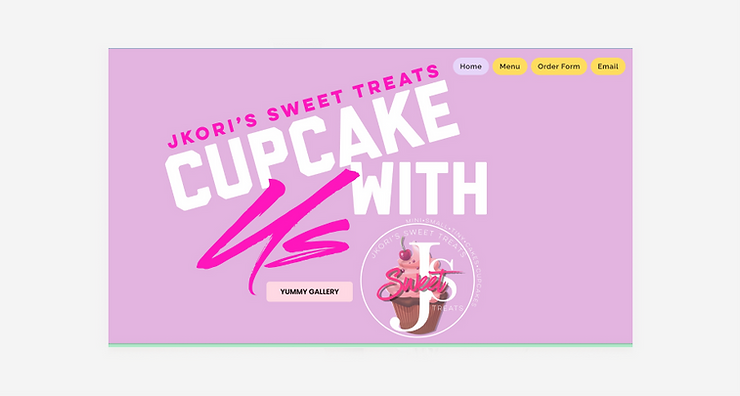 Home Menu Order Form Email
JKORI'S SWEET TREATS
CUPCAKE
WITH
Us
YUMMY GALLERY
JKORI'S SWEET TREATS
JS
Sweet
TREATS